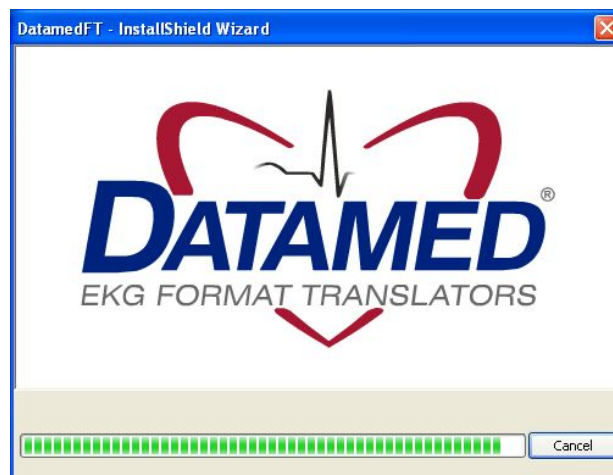 DatamedFT - InstallShield Wizard
DATAMED®
EKG FORMAT TRANSLATORS
Cancel